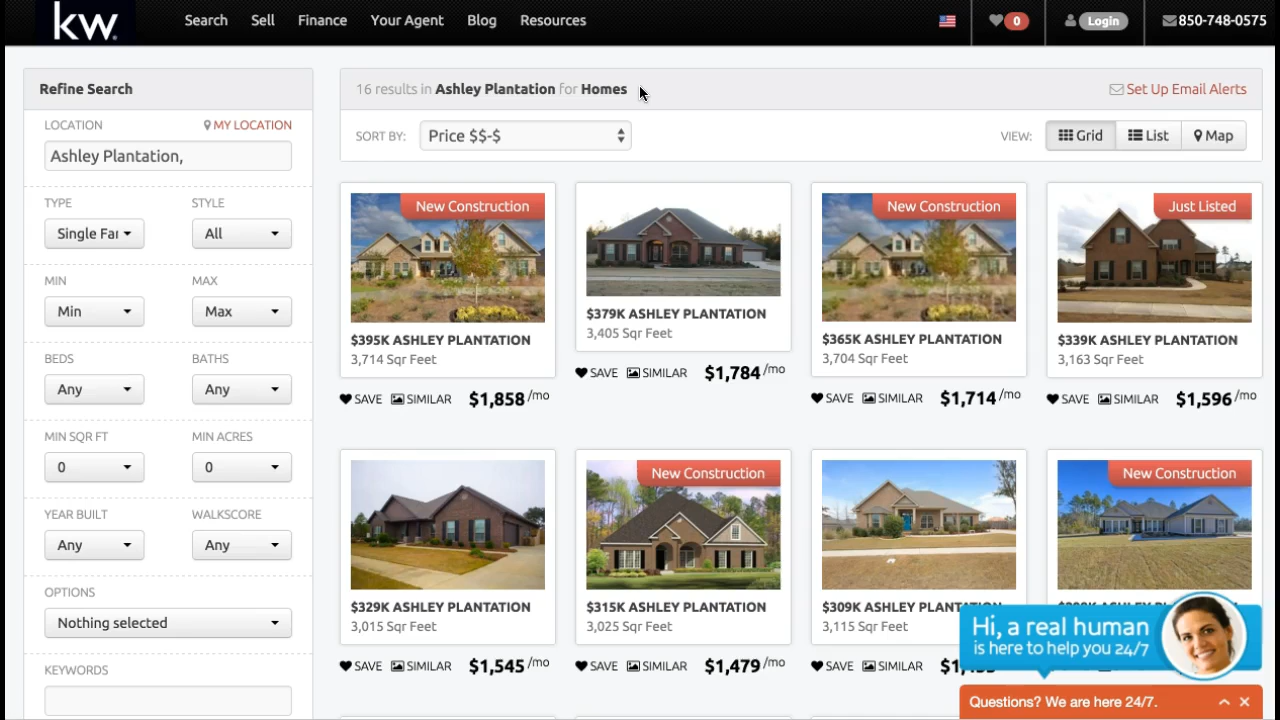 kw.
Search Sell Finance Your Agent Blog Resources
0 Login 850-748-0575
Refine Search
LOCATION MY LOCATION
Ashley Plantation,
TYPE STYLE
Single Far All
MIN MAX
Min Max
BEDS BATHS
Any Any
MIN SQR FT MIN ACRES
0 0
YEAR BUILT WALKSCORE
Any Any
OPTIONS
Nothing selected
KEYWORDS
16 results in Ashley Plantation for Homes
Set Up Email Alerts
SORT BY: Price $$-$
VIEW: Grid List Map
New Construction
$395K ASHLEY PLANTATION
3,714 Sqr Feet
SAVE SIMILAR $1,858 /mo
$379K ASHLEY PLANTATION
3,405 Sqr Feet
SAVE SIMILAR $1,784 /mo
New Construction
$365K ASHLEY PLANTATION
3,704 Sqr Feet
SAVE SIMILAR $1,714 /mo
Just Listed
$339K ASHLEY PLANTATION
3,163 Sqr Feet
SAVE SIMILAR $1,596 /mo
$329K ASHLEY PLANTATION
3,015 Sqr Feet
SAVE SIMILAR $1,545 /mo
New Construction
$315K ASHLEY PLANTATION
3,025 Sqr Feet
SAVE SIMILAR $1,479 /mo
$309K ASHLEY PLANTATION
3,115 Sqr Feet
SAVE SIMILAR
New Construction
ASHLEY PLANTATION
Hi, a real human
is here to help you 24/7
Questions? We are here 24/7.